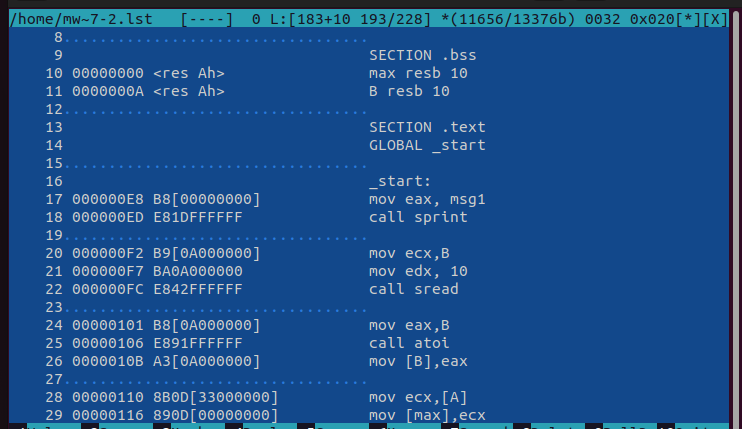 /home/mw~7-2.lst [----] 0 L:[183+10 193/228] *(11656/13376b) 0032 0x020[*][X]
8
9 SECTION .bss
10 00000000 <res Ah> max resb 10
11 0000000A <res Ah> B resb 10
12
13 SECTION .text
14 GLOBAL _start
15
16 _start:
17 000000E8 B8[00000000] mov eax, msg1
18 000000ED E81DFFFFFF call sprint
19
20 000000F2 B9[0A000000] mov ecx,B
21 000000F7 BA0A000000 mov edx, 10
22 000000FC E842FFFFFF call sread
23
24 00000101 B8[0A000000] mov eax,B
25 00000106 E891FFFFFF call atoi
26 0000010B A3[0A000000] mov [B],eax
27
28 00000110 8B0D[33000000] mov ecx,[A]
29 00000116 890D[00000000] mov [max],ecx